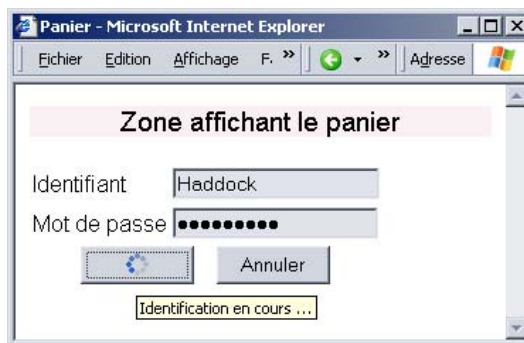 Panier - Microsoft Internet Explorer
Fichier Edition Affichage F. » » Adresse
Zone affichant le panier
Identifiant Haddock
Mot de passe •••••••••
Annuler
Identification en cours ...